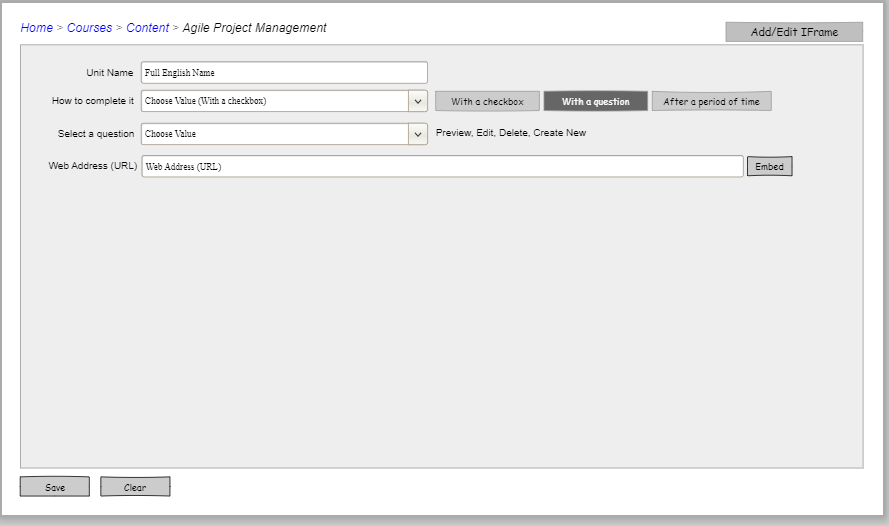 Home > Courses > Content > Agile Project Management
Add/Edit IFrame
Unit Name Full English Name
How to complete it Choose Value (With a checkbox) With a checkbox With a question After a period of time
Select a question Choose Value Preview, Edit, Delete, Create New
Web Address (URL) Web Address (URL) Embed
Save Clear